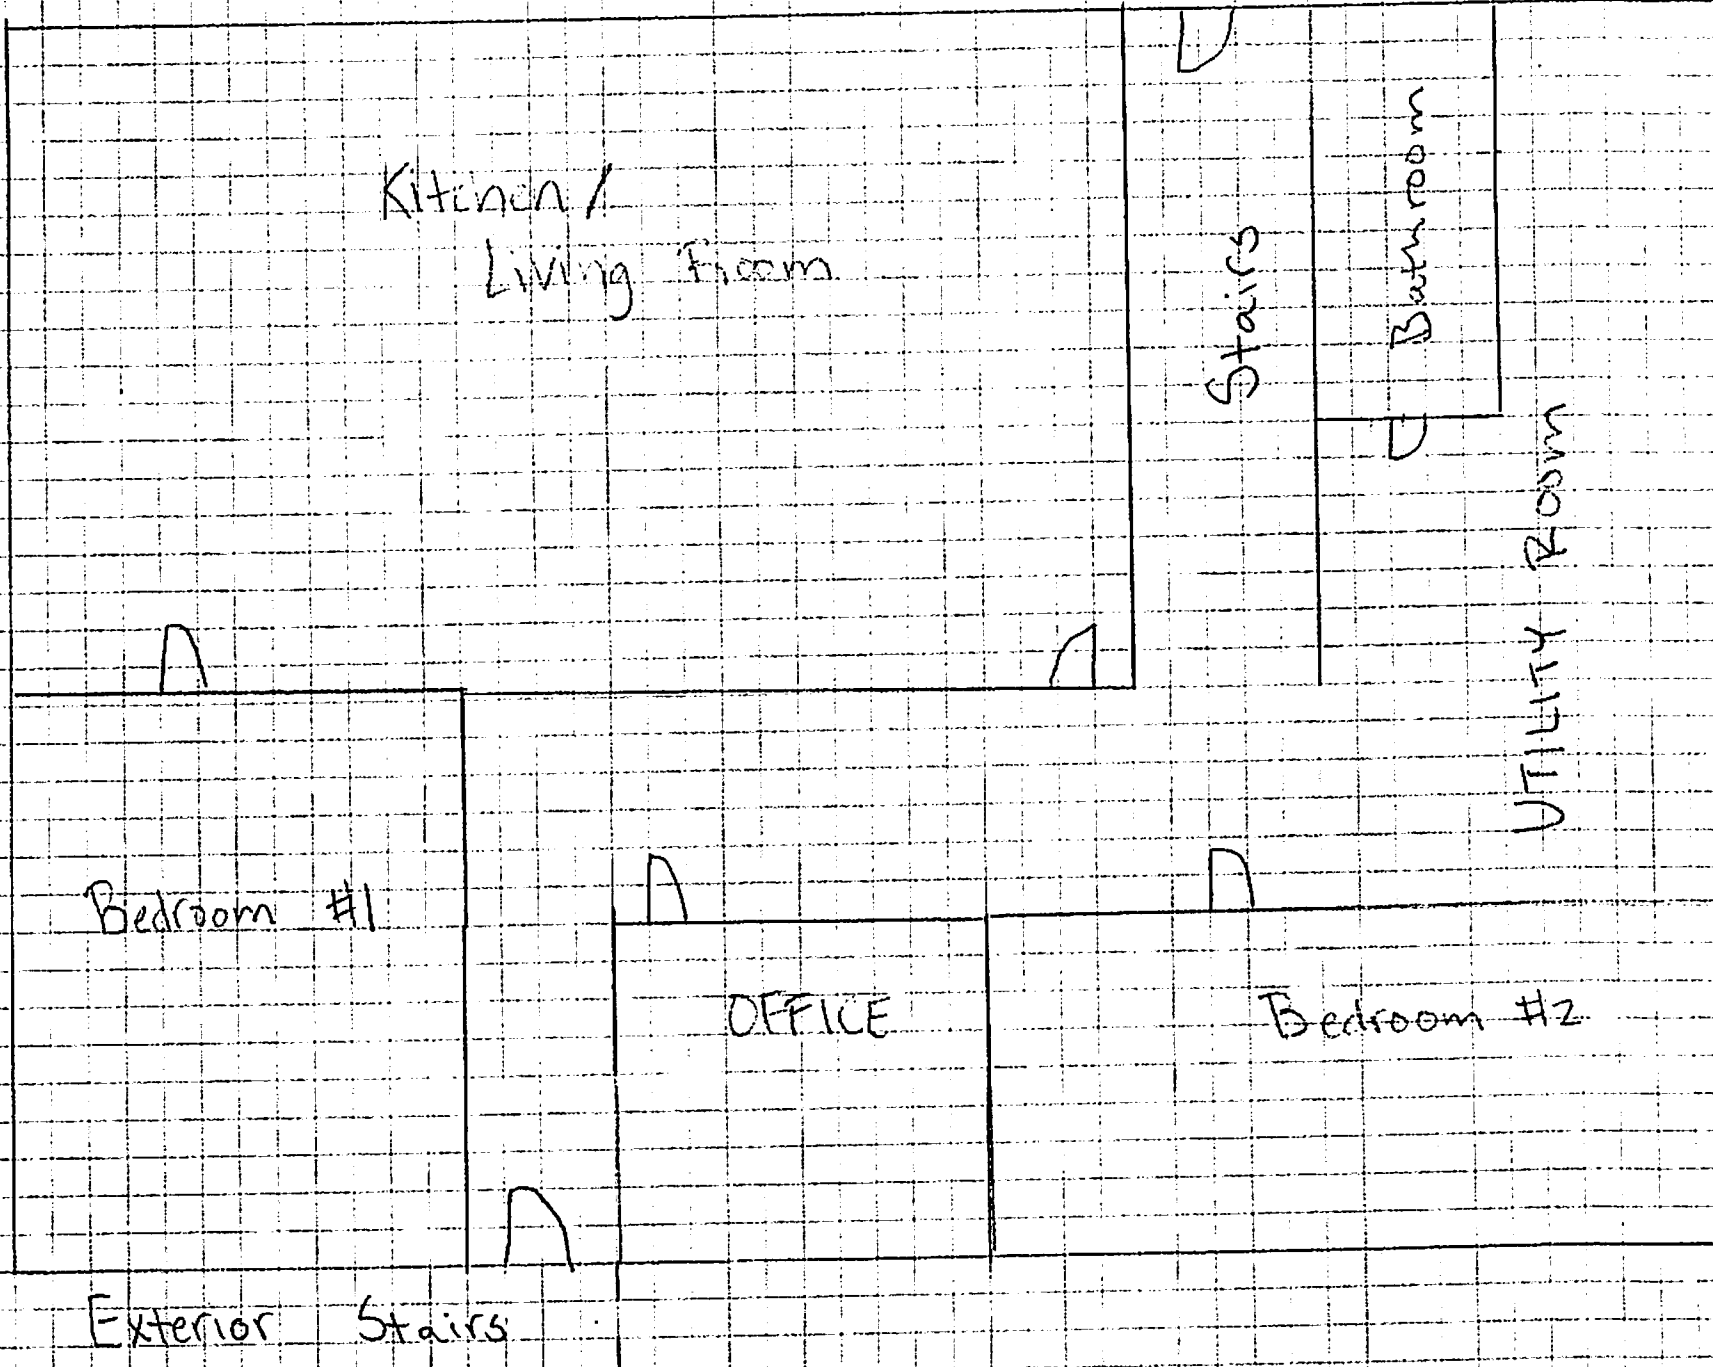 Kitchen/
Living Room
Stairs
Bathroom
UTILITY ROOM
Bedroom #1
OFFICE
Bedroom #2
Exterior Stairs